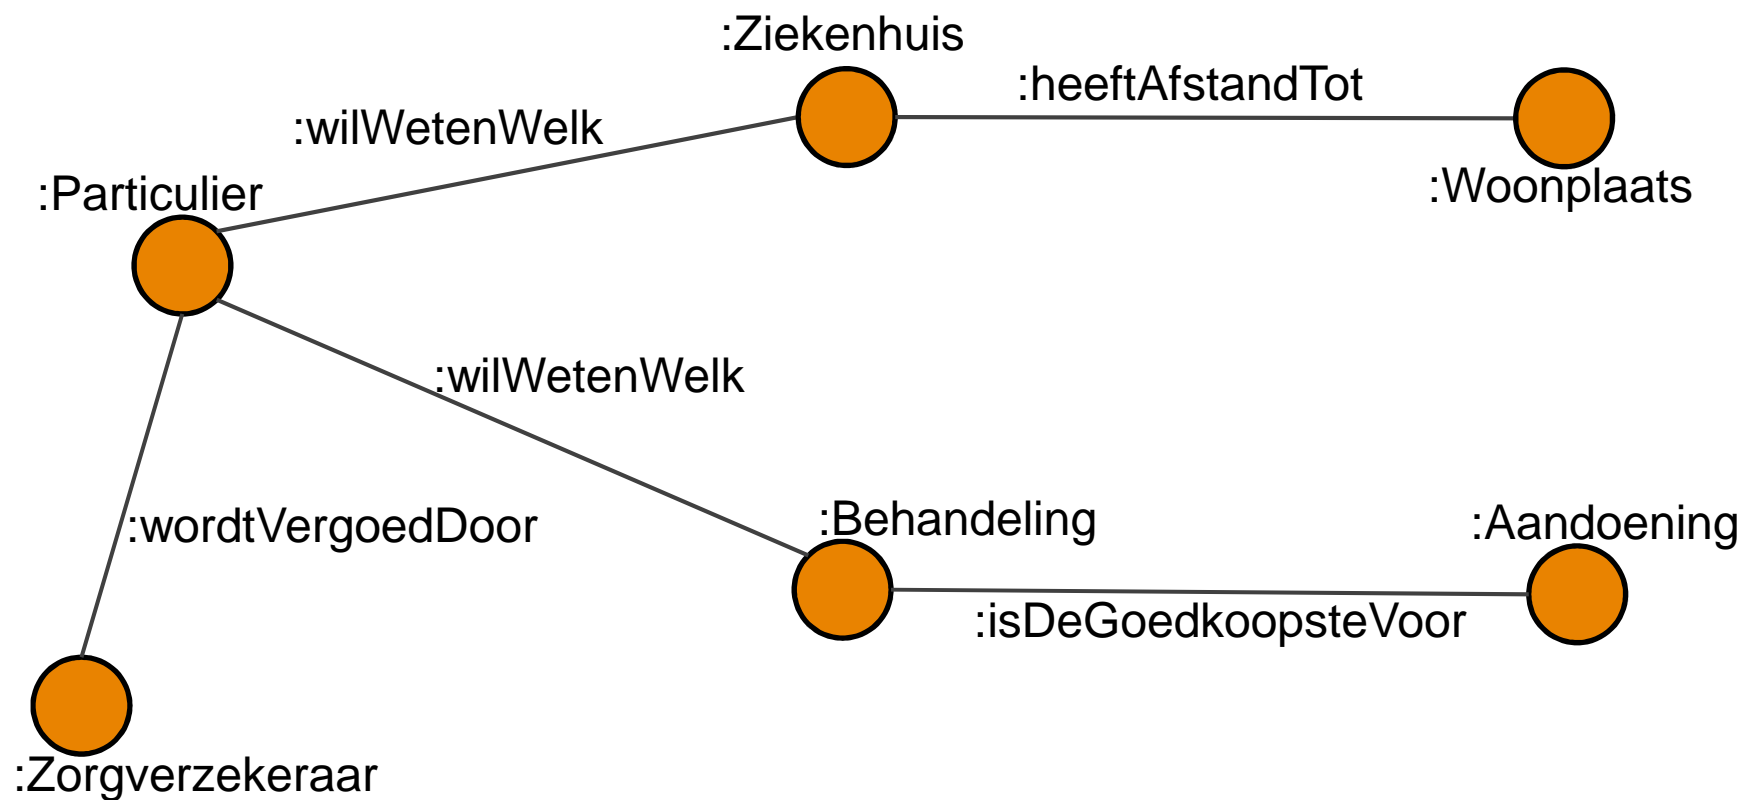 :Ziekenhuis
:heeftAfstandTot
:wilWetenWelk
:Particulier
:Woonplaats
:wilWetenWelk
:Behandeling
:Aandoening
:wordtVergoedDoor
:isDeGoedkoopsteVoor
:Zorgverzekeraar